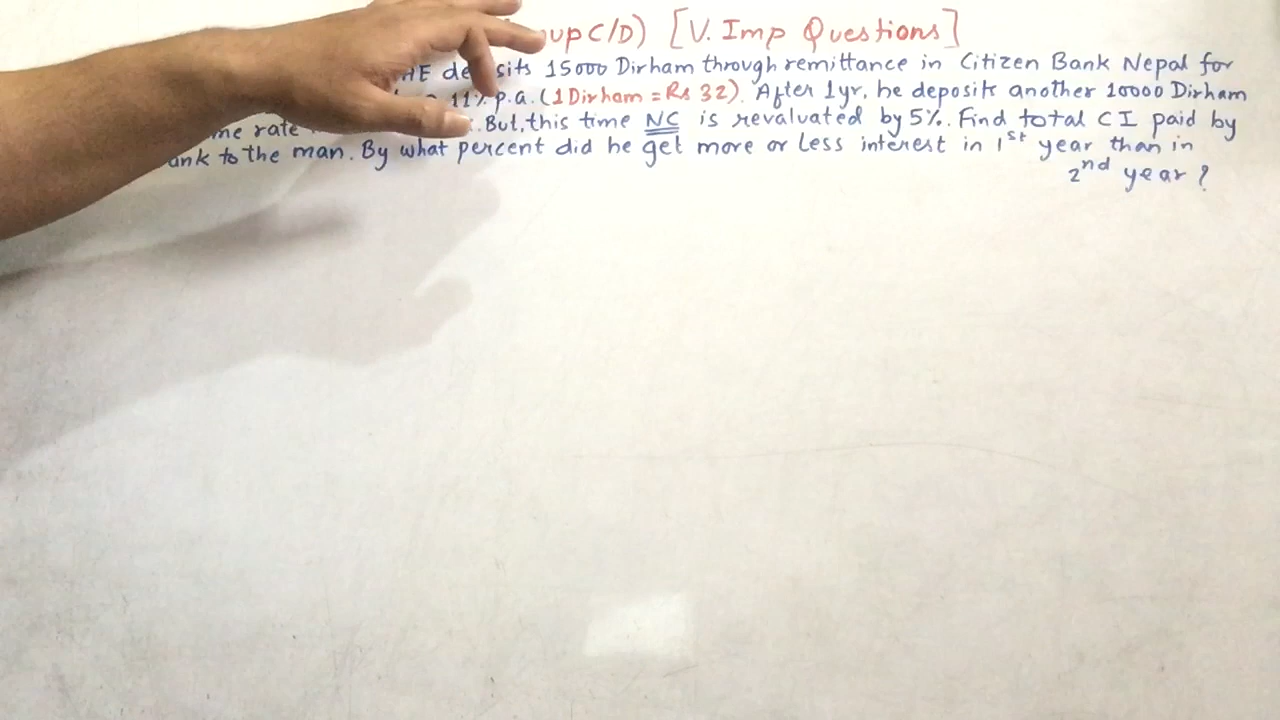 C/D) [V. Imp Questions]
sits 15000 Dirham through remittance in Citizen Bank Nepal for
11% p.a. (1 Dirham = Rs 32). After 1yr, he deposits another 10000 Dirham
rate But, this time NC is revaluated by 5%. Find total CI paid by
to the man. By what percent did he get more or Less interest in 1st year than in
2nd year ?